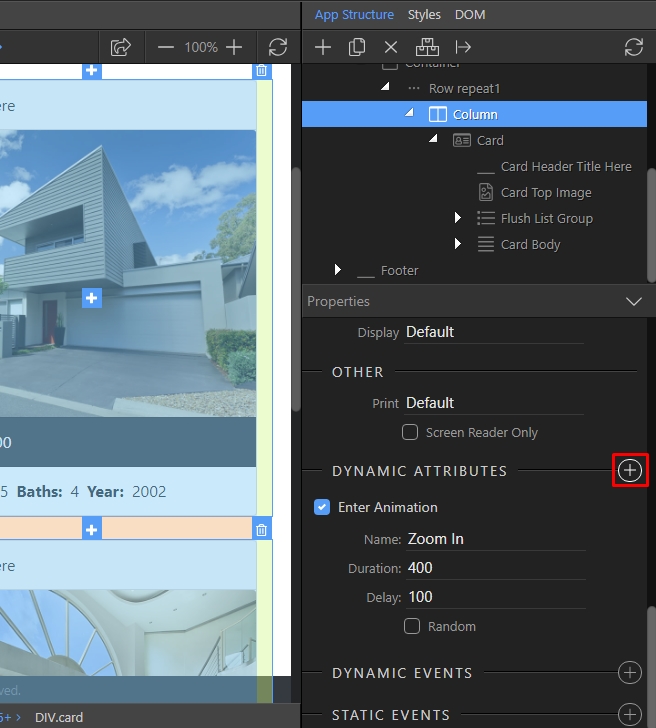 App Structure Styles DOM
100%
Container
Row repeat1
Column
Card
Card Header Title Here
Card Top Image
Flush List Group
Card Body
Footer
Properties
Display Default
OTHER
Print Default
Screen Reader Only
DYNAMIC ATTRIBUTES
Enter Animation
Name: Zoom In
Duration: 400
Delay: 100
Random
DYNAMIC EVENTS
STATIC EVENTS
ere
00
5 Baths: 4 Year: 2002
ere
ved.
DIV.card